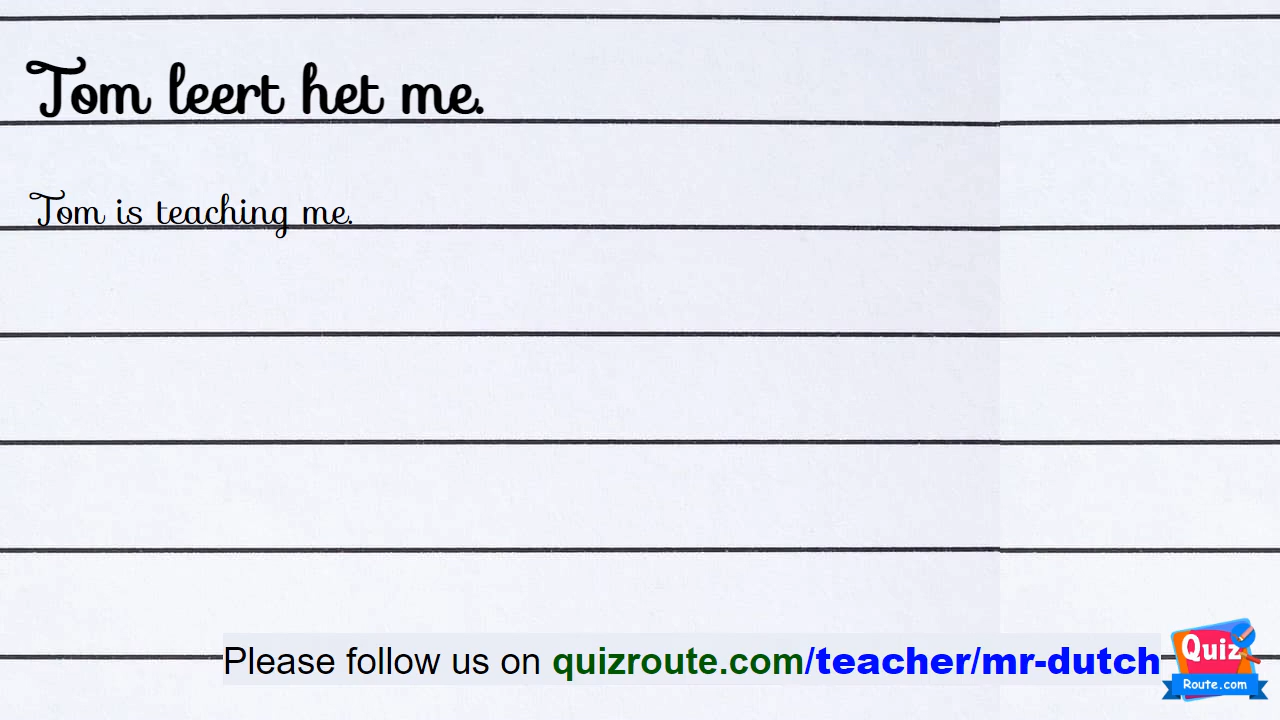 Tom leert het me.
Tom is teaching me.
Please follow us on quizroute.com/teacher/mr-dutch
Quiz
Route.com